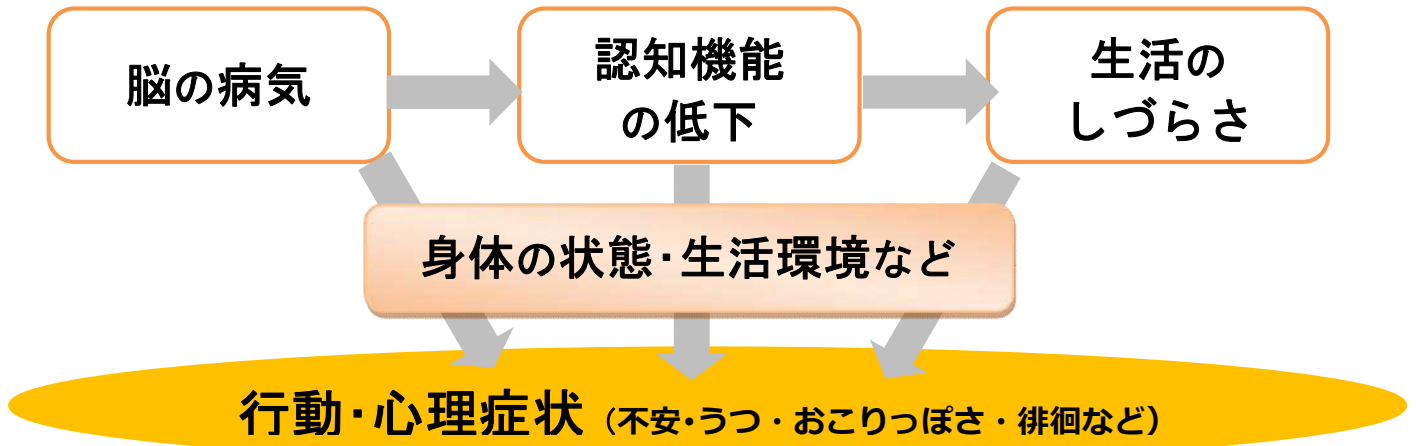 脳の病気
認知機能
の低下
生活の
しづらさ
身体の状態・生活環境など
行動・心理症状（不安・うつ・おこりっぽさ・徘徊など）